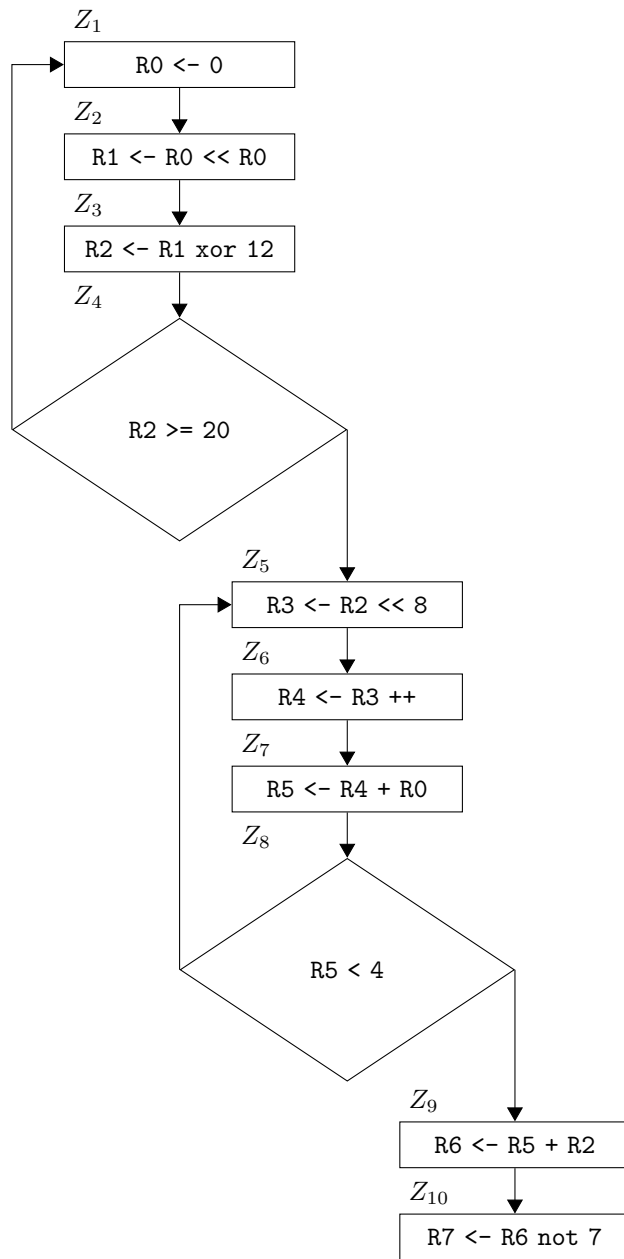 Z1
R0 <- 0
Z2
R1 <- R0 << R0
Z3
R2 <- R1 xor 12
Z4
R2 >= 20
Z5
R3 <- R2 << 8
Z6
R4 <- R3 ++
Z7
R5 <- R4 + R0
Z8
R5 < 4
Z9
R6 <- R5 + R2
Z10
R7 <- R6 not 7